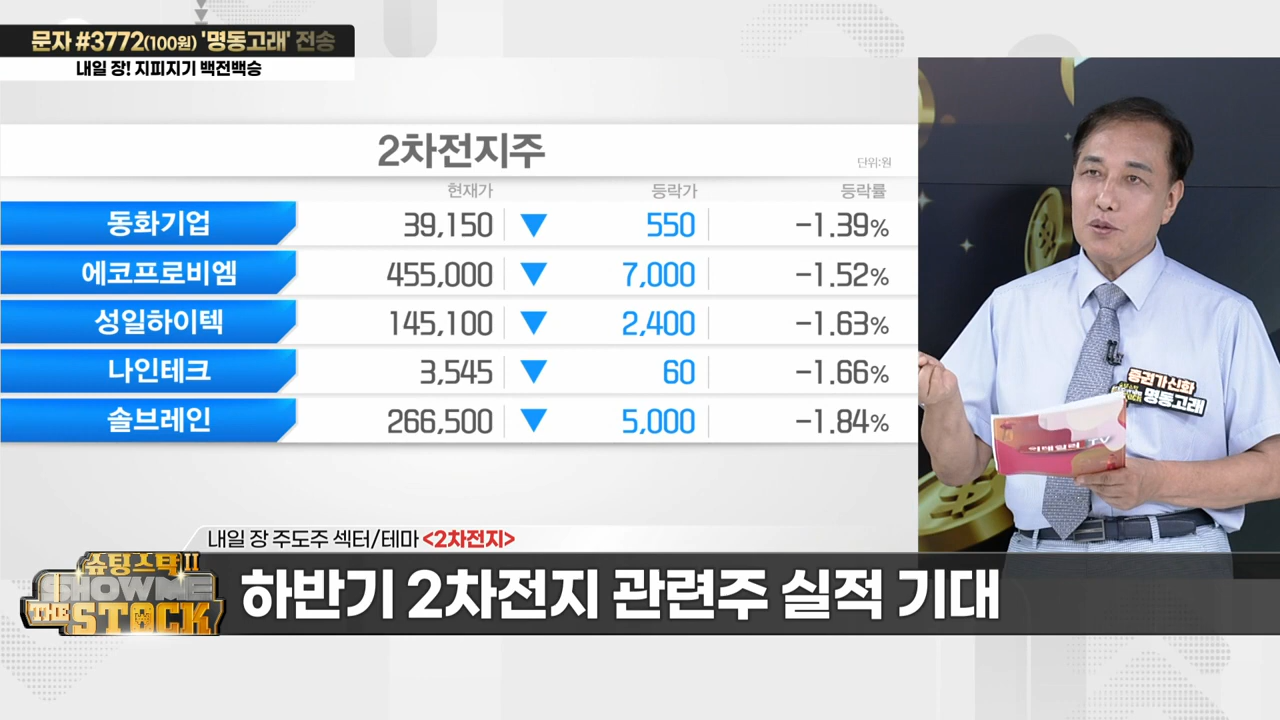 문자 #3772(100원) '명동고래' 전송
내일 장! 지피지기 백전백승
2차전지주
단위:원
현재가 등락가 등락률
동화기업 39,150 ▼ 550 -1.39%
에코프로비엠 455,000 ▼ 7,000 -1.52%
성일하이텍 145,100 ▼ 2,400 -1.63%
나인테크 3,545 ▼ 60 -1.66%
솔브레인 266,500 ▼ 5,000 -1.84%
증권가신화
명동고래
이데일리 TV
내일 장 주도주 섹터/테마 <2차전지>
슈팅스탁 II
SHOW ME
THE STOCK
하반기 2차전지 관련주 실적 기대